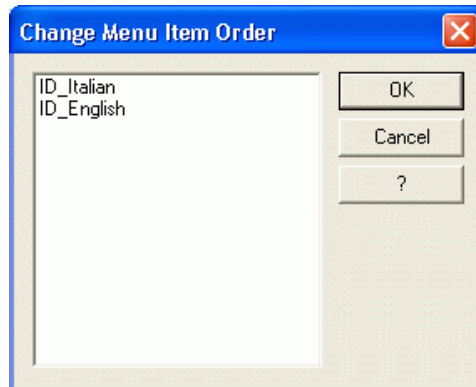 Change Menu Item Order
ID_Italian
ID_English
OK
Cancel
?